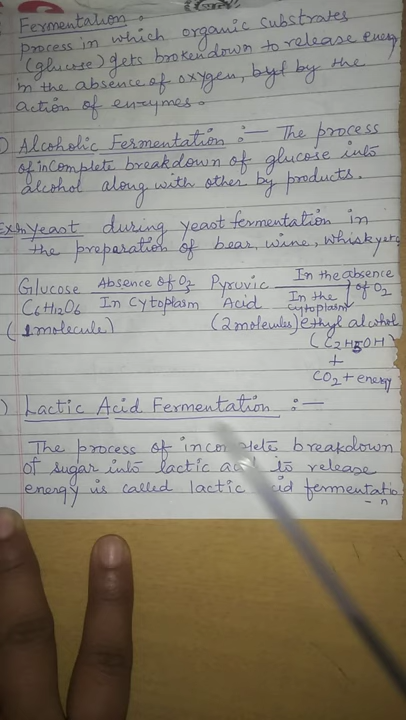 Fermentation :
Process in which organic substrates
(glucose) gets broken down to release energy
in the absence of oxygen, but by the
action of enzymes.
Alcoholic Fermentation :— The process
of incomplete breakdown of glucose into
alcohol along with other by products.
Yeast during yeast fermentation in
the preparation of bear, wine, whisky etc
Glucose Absence of O2 Pyruvic In the absence of O2
C6H12O6 In Cytoplasm Acid In the cytoplasm
(1 molecule) (2 molecules) ethyl alcohol
(C2H5OH)
+
CO2 + energy
) Lactic Acid Fermentation :—
The process of incomplete breakdown
of sugar into lactic acid to release
energy is called lactic acid fermentatio
- n